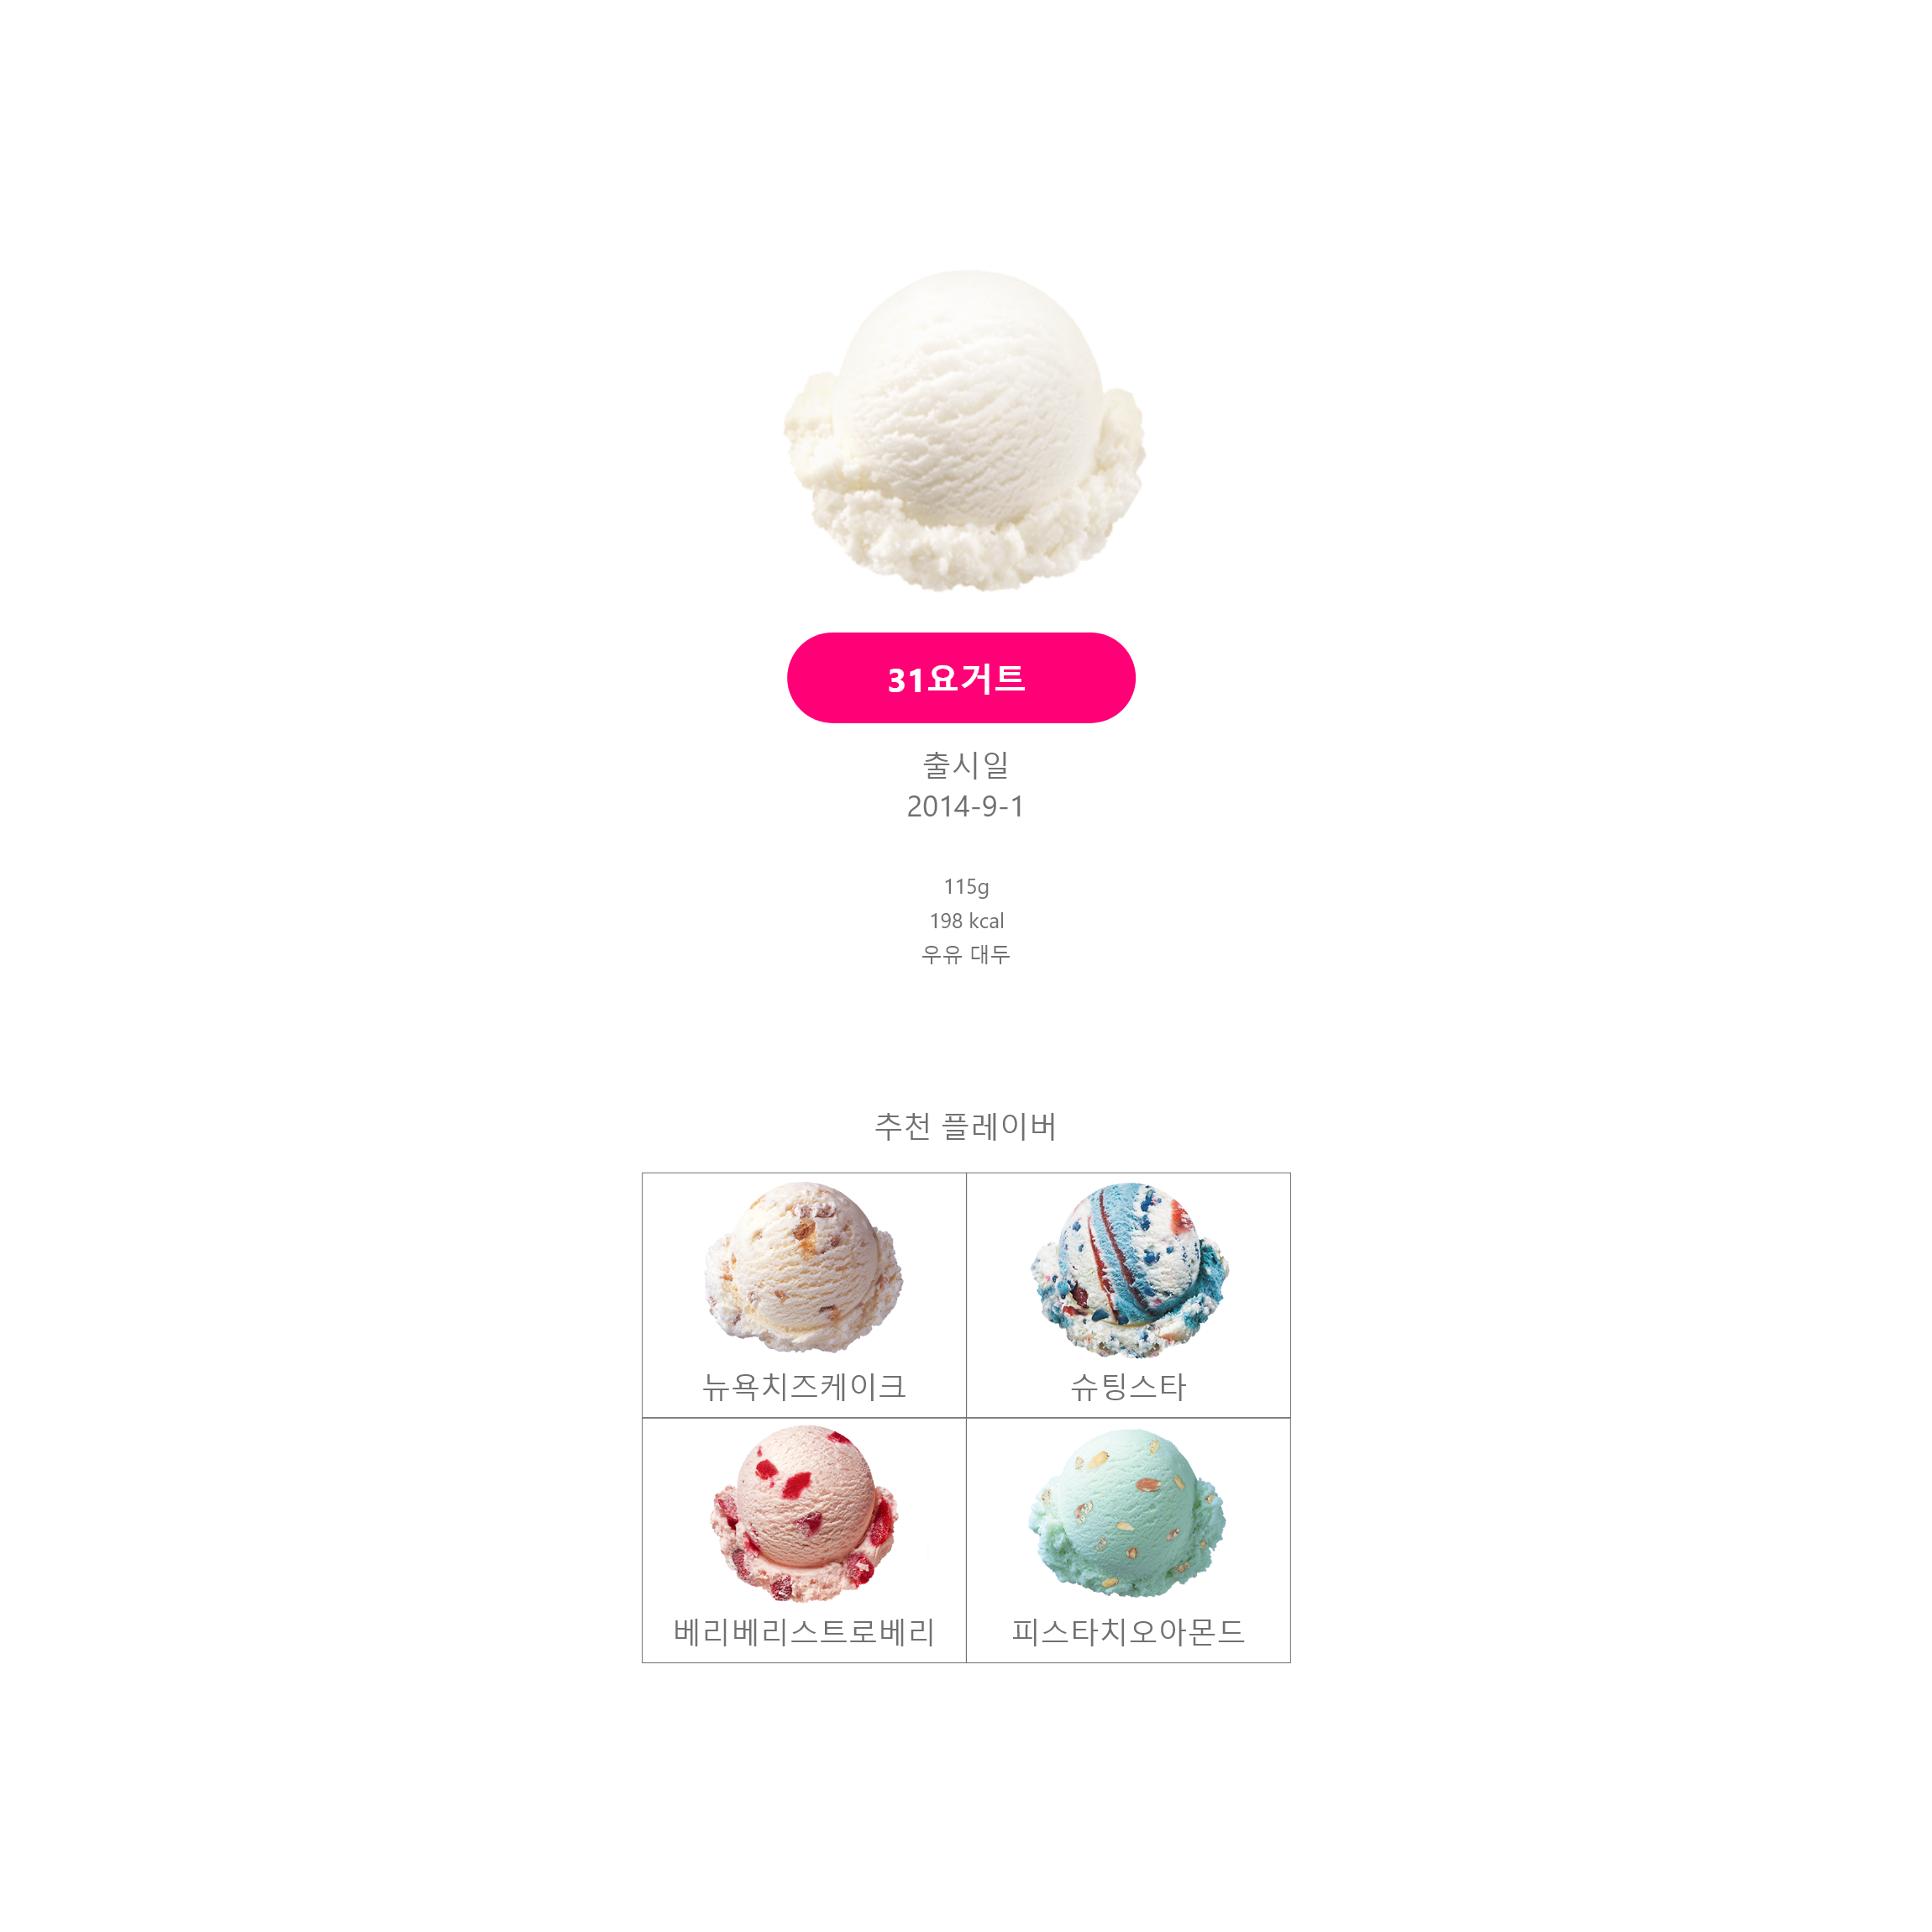 31요거트
출시일
2014-9-1
115g
198 kcal
우유 대두
추천 플레이버
뉴욕치즈케이크
슈팅스타
베리베리스트로베리
피스타치오아몬드